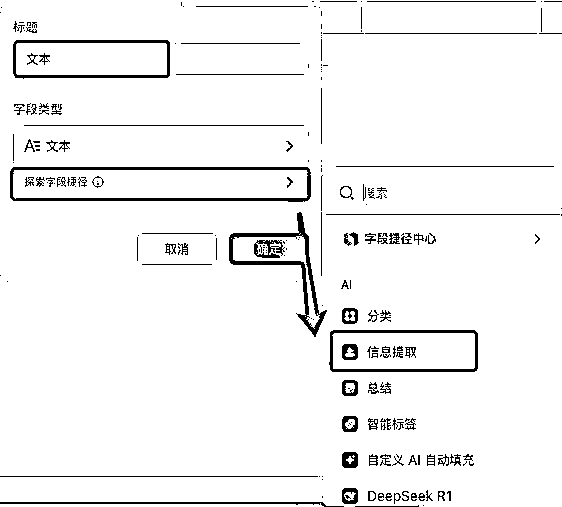 标题
文本
字段类型
A 文本
探索字段捷径
取消
确定
搜索
字段捷径中心
AI
分类
信息提取
总结
智能标签
自定义 AI 自动填充
DeepSeek R1